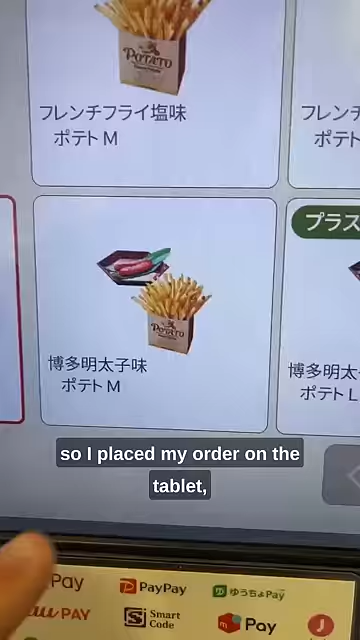 POTATO
フレンチフライ塩味
ポテトM
フレンチ
ポテト
プラス
POTATO
博多明太子味
ポテトM
博多明太
ポテトL
so I placed my order on the
tablet,
Pay
PayPay
ゆうちょPay
au PAY
Smart
Code
Pay
J